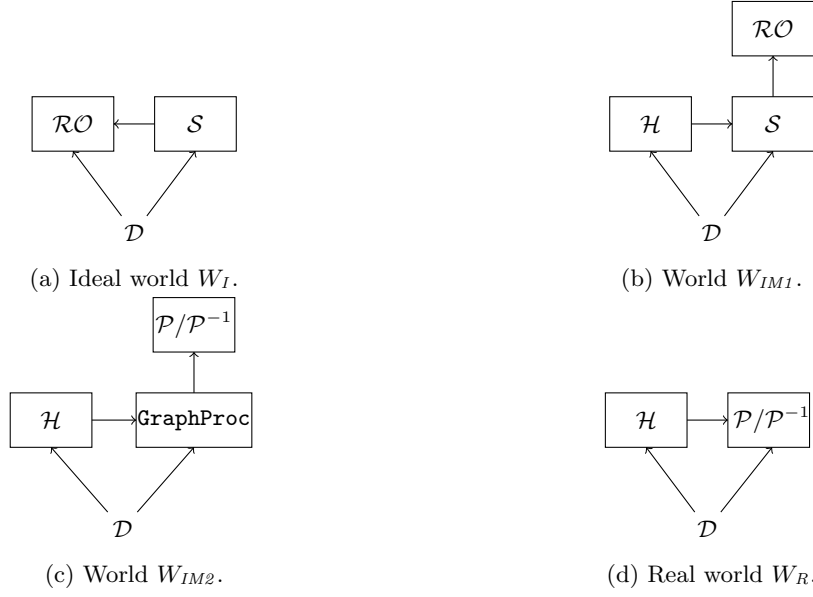 RO
RO S
H S
D
D
(a) Ideal world W_I.
(b) World W_IM1.
P/P⁻¹
H GraphProc
H P/P⁻¹
D
D
(c) World W_IM2.
(d) Real world W_R.